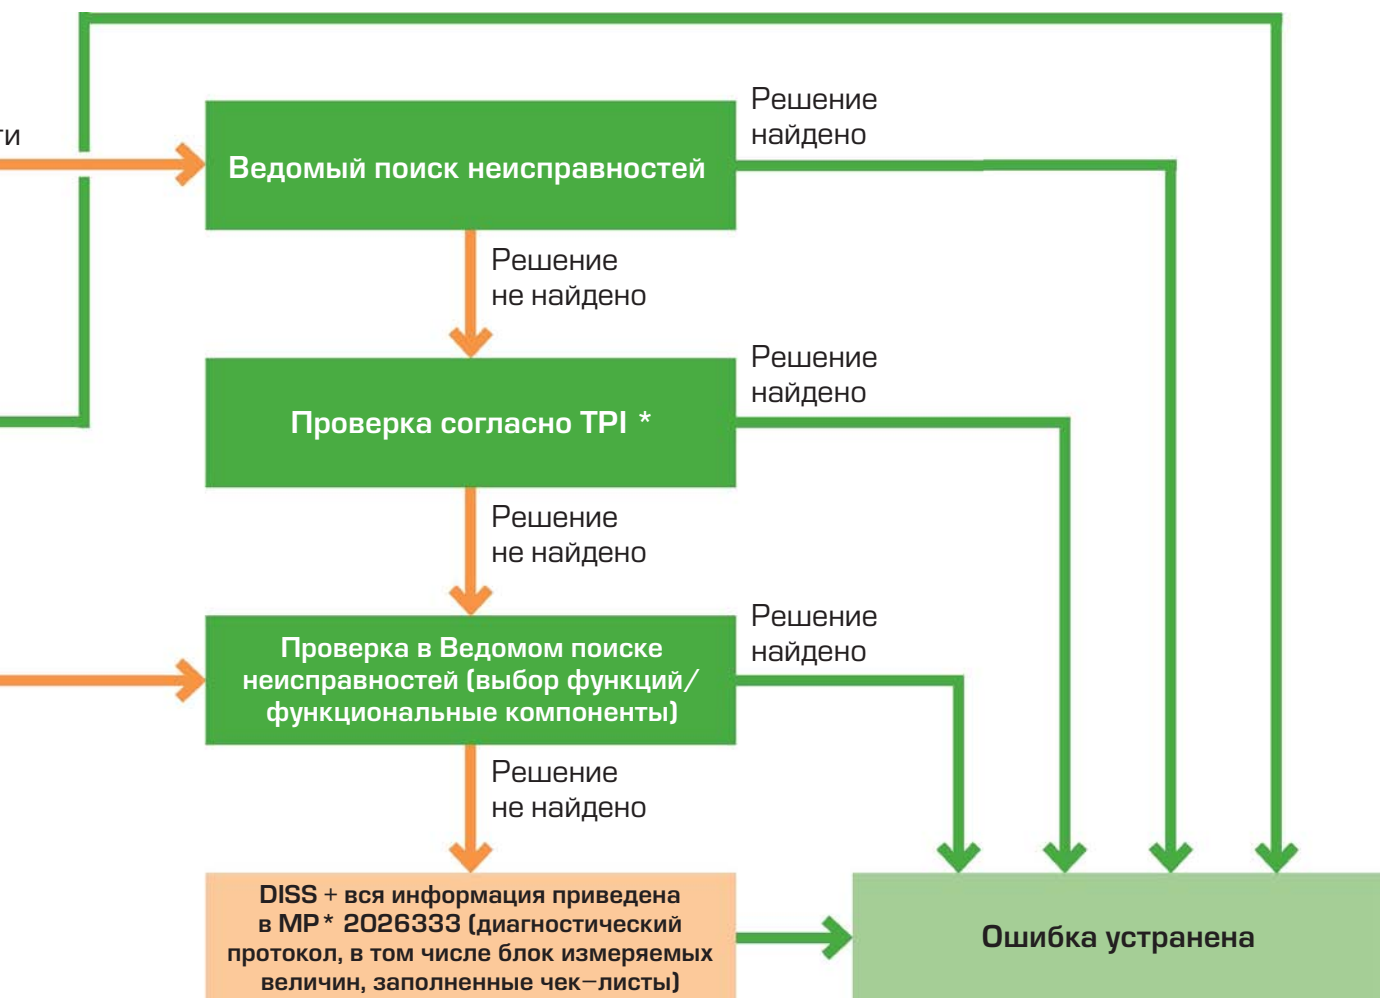 Решение
найдено
ти
Ведомый поиск неисправностей
Решение
не найдено
Решение
найдено
Проверка согласно TPI *
Решение
не найдено
Решение
найдено
Проверка в Ведомом поиске
неисправностей (выбор функций/
функциональные компоненты)
Решение
не найдено
DISS + вся информация приведена
в МР* 2026333 (диагностический
протокол, в том числе блок измеряемых
величин, заполненные чек–листы)
Ошибка устранена